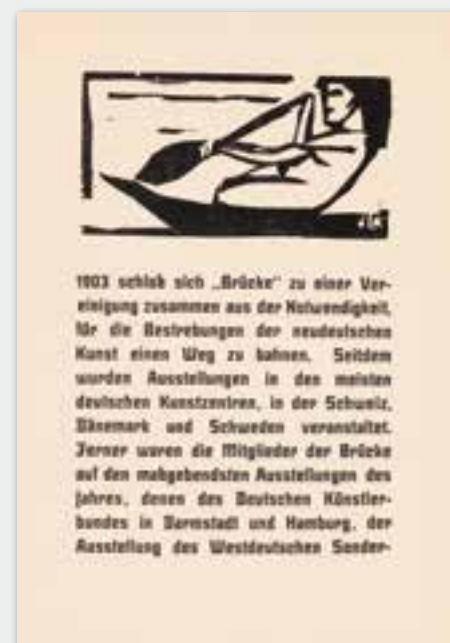 1903 schloß sich „Brücke“ zu einer Ver-
einigung zusammen aus der Notwendigkeit,
für die Bestrebungen der neudeutschen
Kunst einen Weg zu bahnen. Seitdem
wurden Ausstellungen in den meisten
deutschen Kunstzentren, in der Schweiz,
Dänemark und Schweden veranstaltet.
Ferner waren die Mitglieder der Brücke
auf den maßgebendsten Ausstellungen des
Jahres, denen des Deutschen Künstler-
bundes in Darmstadt und Hamburg, der
Ausstellung des Westdeutschen Sonder-